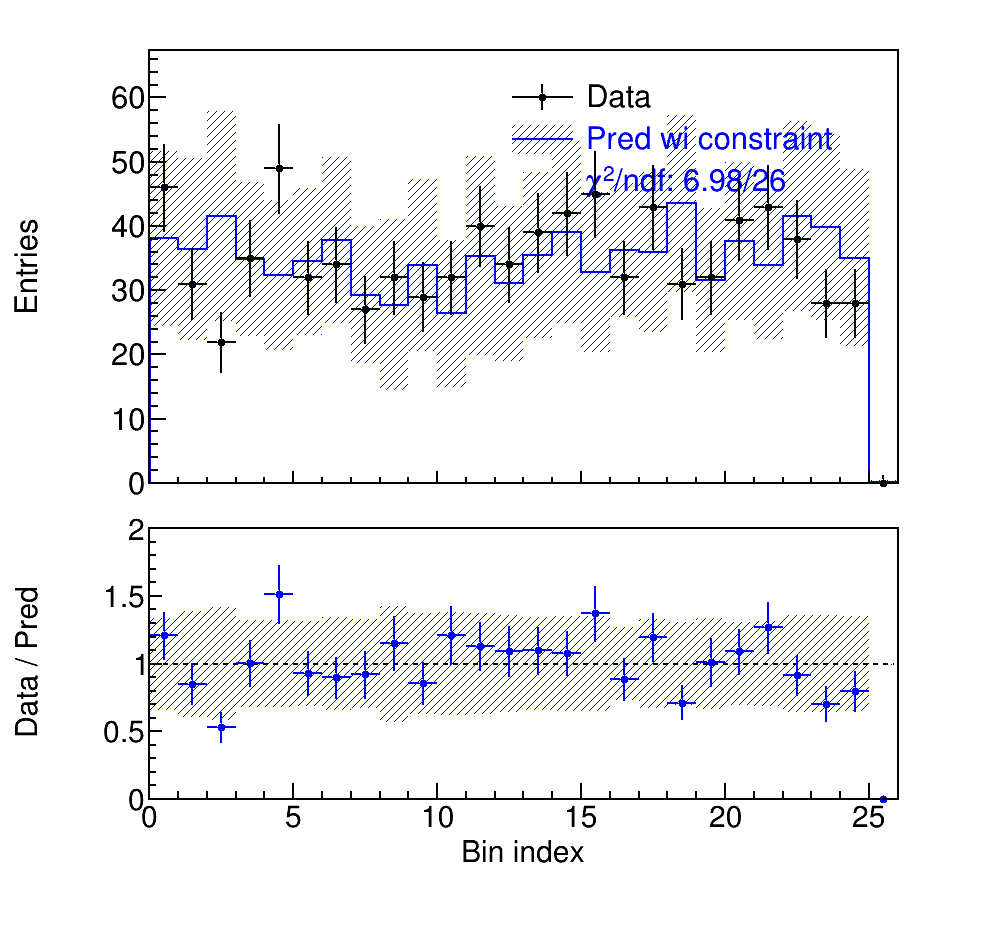 Entries
60
50
40
30
20
10
0
Data
Pred wi constraint
χ²/ndf: 6.98/26
Data / Pred
2
1.5
1
0.5
0
0 5 10 15 20 25
Bin index